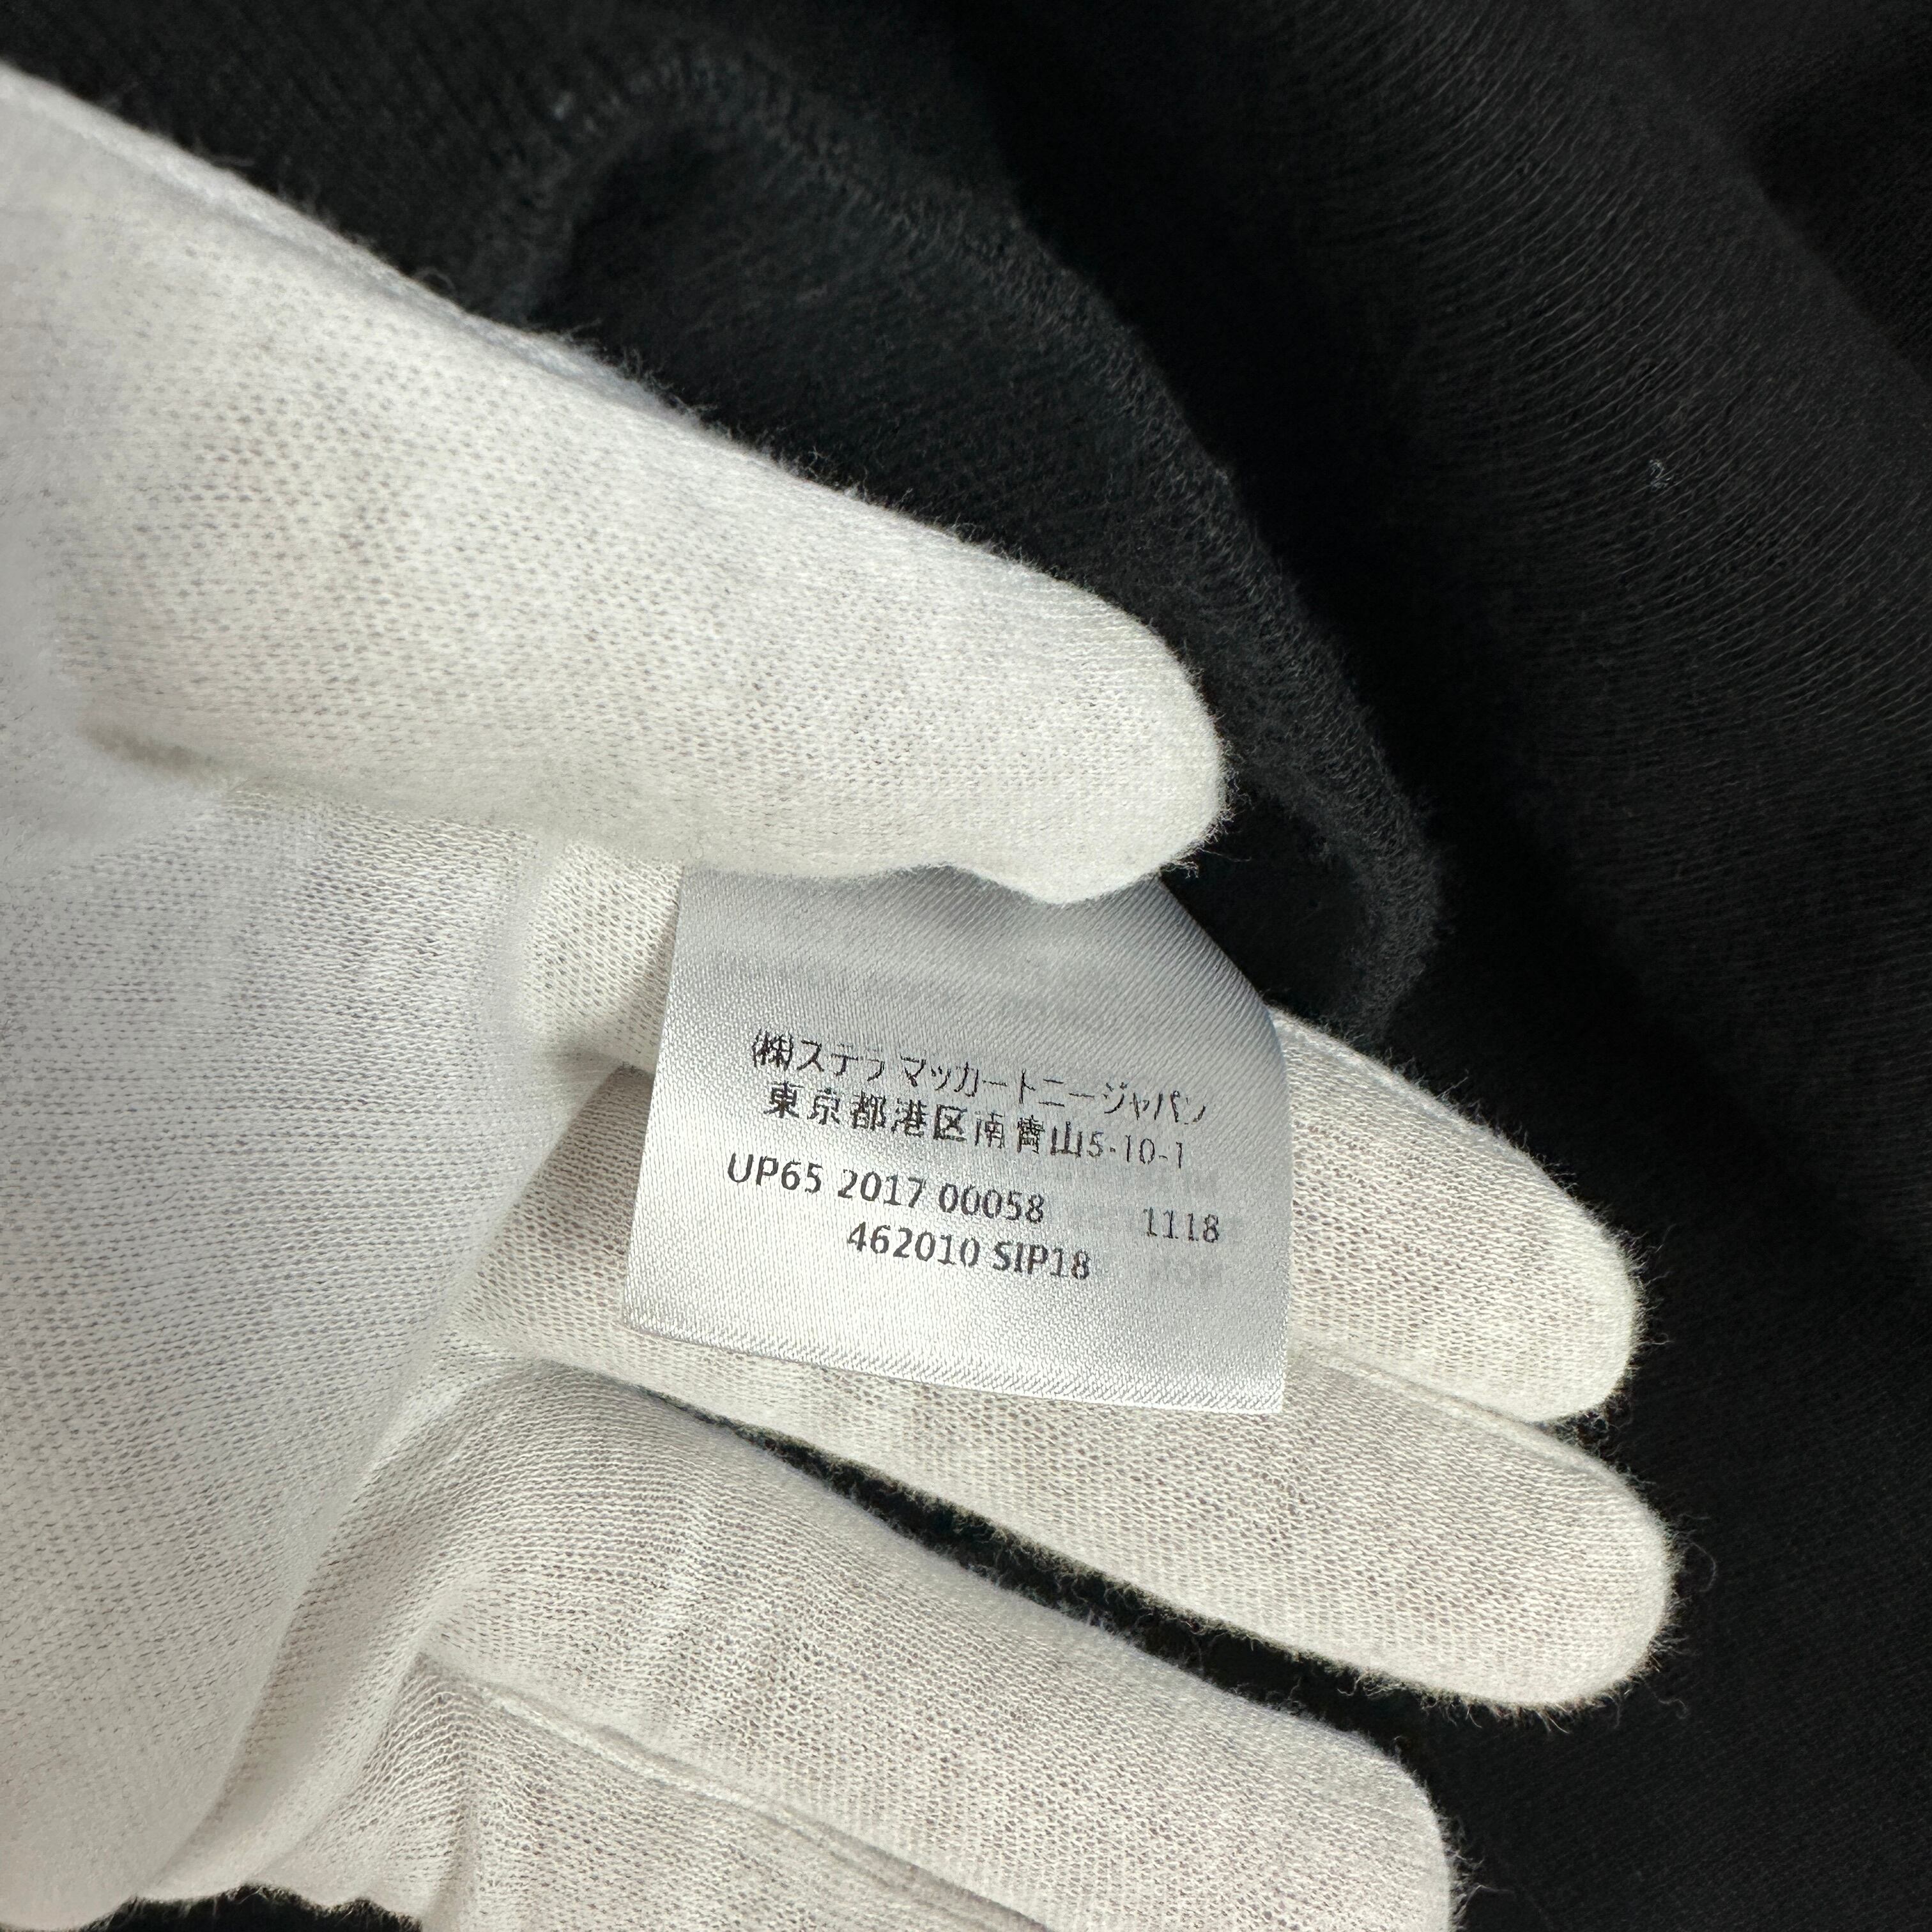 (株)ステラ マッカートニージャパン
東京都港区南青山5-10-1
UP65 2017 00058 1118
462010 SIP18